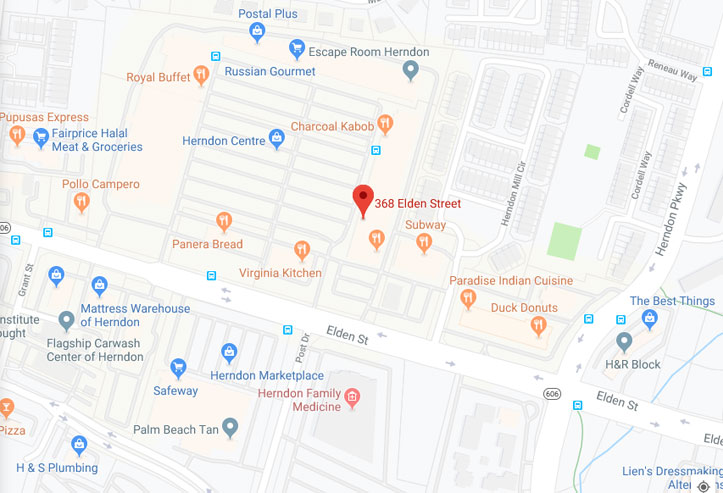 Postal Plus
Escape Room Herndon
Russian Gourmet
Royal Buffet
Reneau Way
Cordell Way
Pupusas Express
Fairprice Halal
Meat & Groceries
Herndon Centre
Charcoal Kabob
Cordell Way
Pollo Campero
368 Elden Street
Herndon Mill Cir
Herndon Pkwy
Subway
606
Panera Bread
Virginia Kitchen
Grant St
Paradise Indian Cuisine
Duck Donuts
The Best Things
Mattress Warehouse
of Herndon
nstitute
ought
Flagship Carwash
Center of Herndon
Post Dr
Elden St
H&R Block
Safeway
Herndon Marketplace
Herndon Family
Medicine
606
Elden St
Pizza
Palm Beach Tan
H & S Plumbing
Lien's Dressmaking
Alter ns